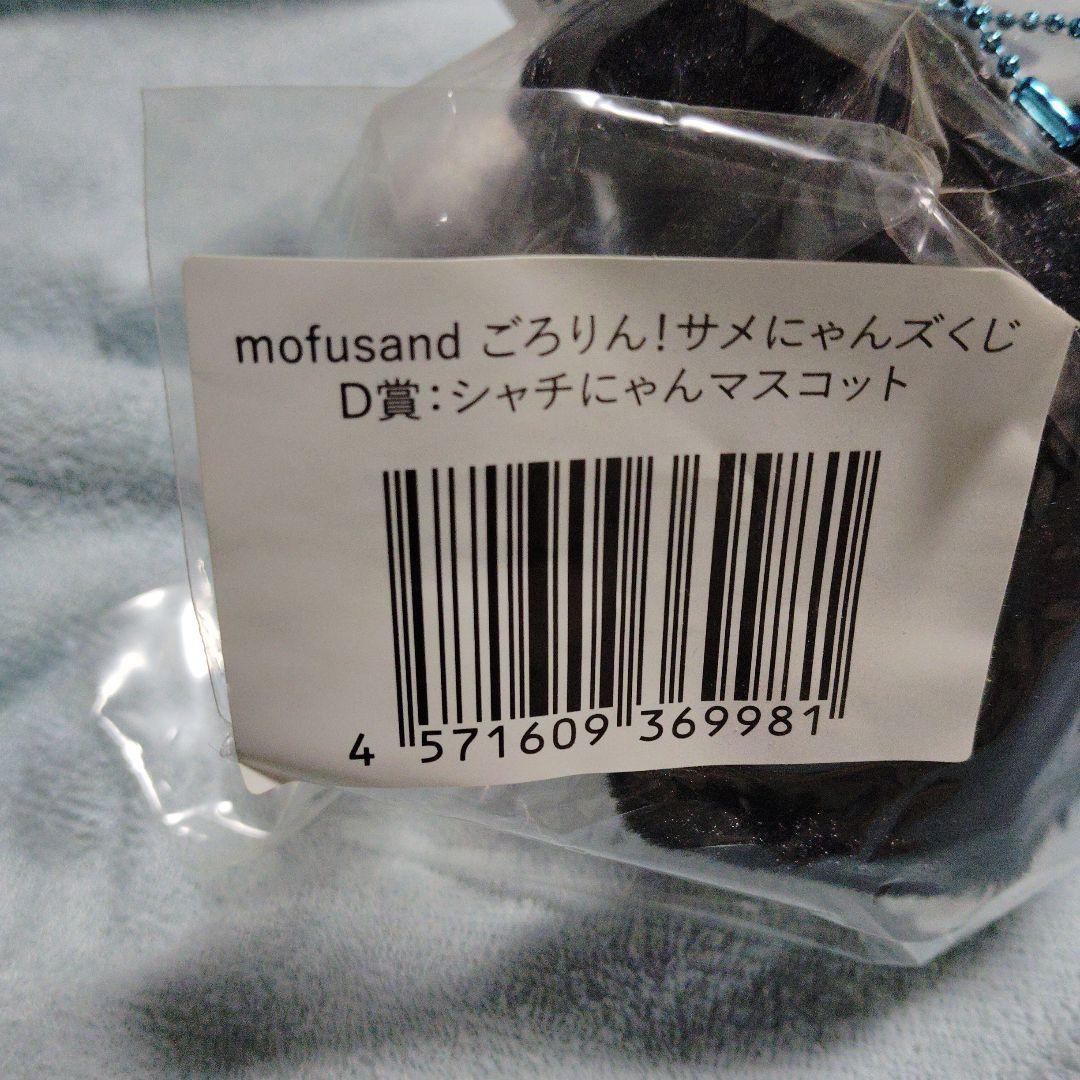 mofusand ごろりん！サメにゃんズくじ
D賞：シャチにゃんマスコット
4 571609 369981